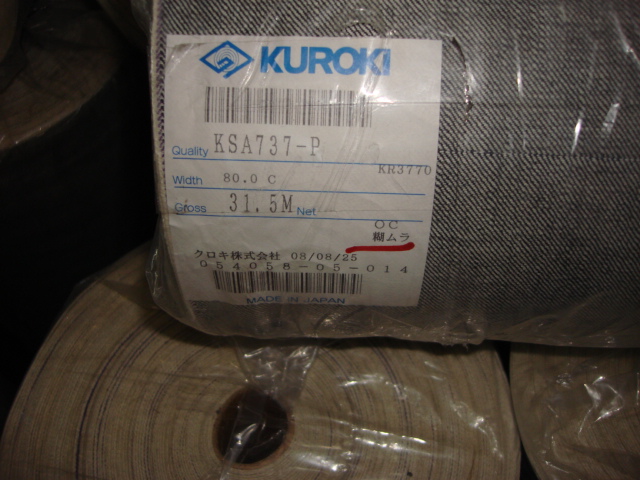 KUROKI
Quality KSA737-P
KR3770
Width 80.0 C
Gross 31.5M Net
OC
糊ムラ
クロキ株式会社 08/08/25
054058-05-014
MADE IN JAPAN